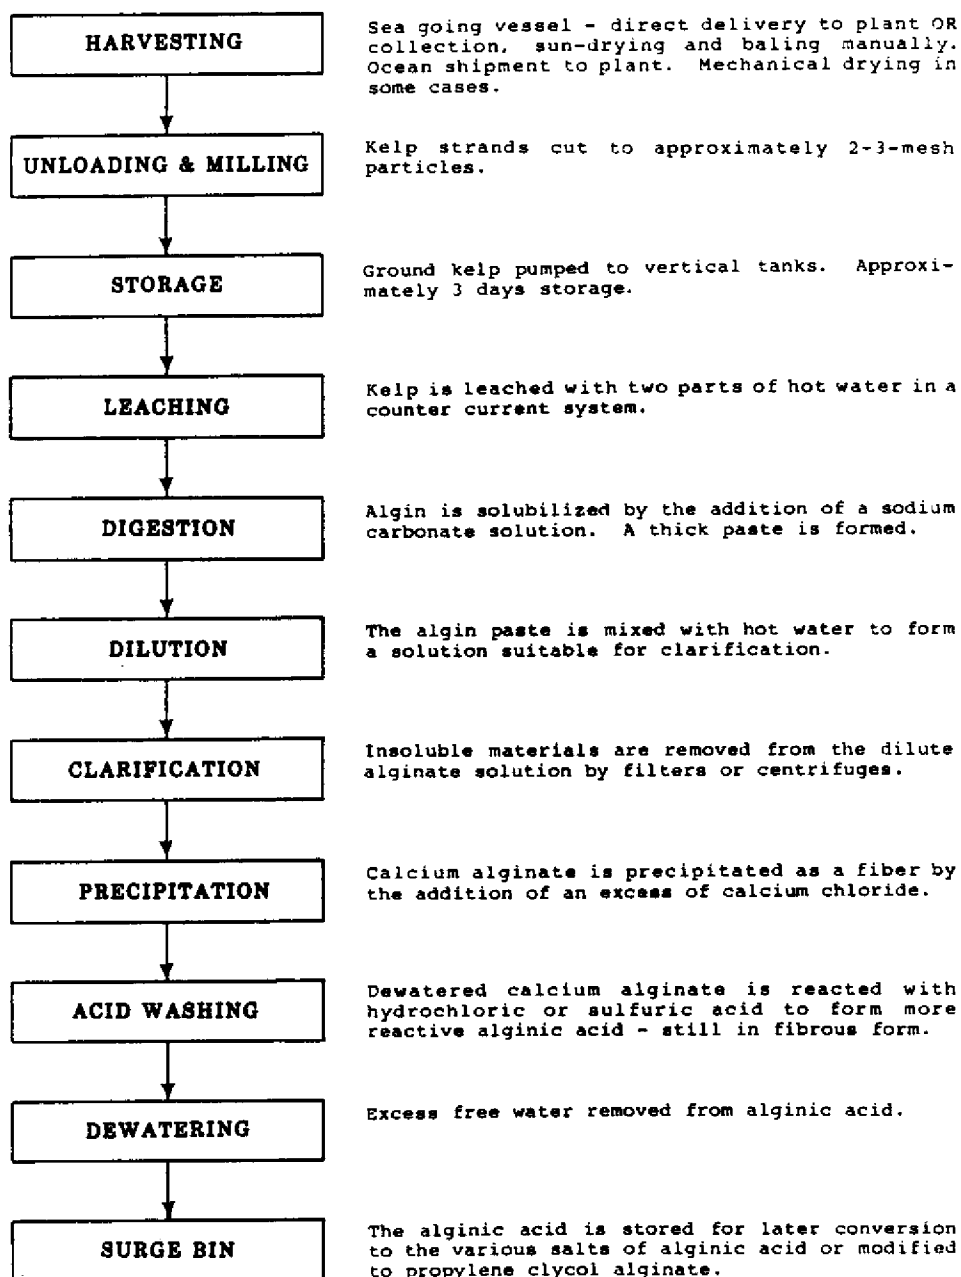 HARVESTING
Sea going vessel - direct delivery to plant OR
collection, sun-drying and baling manually.
Ocean shipment to plant. Mechanical drying in
some cases.
UNLOADING & MILLING
Kelp strands cut to approximately 2-3-mesh
particles.
STORAGE
Ground kelp pumped to vertical tanks. Approxi-
mately 3 days storage.
LEACHING
Kelp is leached with two parts of hot water in a
counter current system.
DIGESTION
Algin is solubilized by the addition of a sodium
carbonate solution. A thick paste is formed.
DILUTION
The algin paste is mixed with hot water to form
a solution suitable for clarification.
CLARIFICATION
Insoluble materials are removed from the dilute
alginate solution by filters or centrifuges.
PRECIPITATION
Calcium alginate is precipitated as a fiber by
the addition of an excess of calcium chloride.
ACID WASHING
Dewatered calcium alginate is reacted with
hydrochloric or sulfuric acid to form more
reactive alginic acid - still in fibrous form.
DEWATERING
Excess free water removed from alginic acid.
SURGE BIN
The alginic acid is stored for later conversion
to the various salts of alginic acid or modified
to propylene clycol alginate.